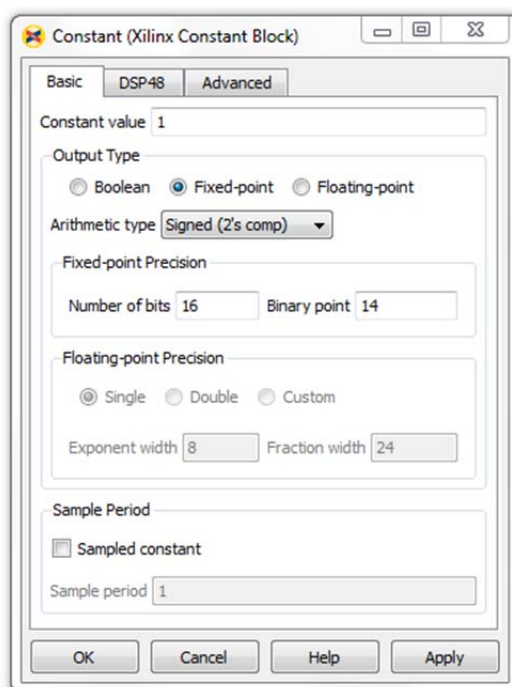 Constant (Xilinx Constant Block)
Basic DSP48 Advanced
Constant value 1
Output Type
Boolean Fixed-point Floating-point
Arithmetic type Signed (2's comp)
Fixed-point Precision
Number of bits 16 Binary point 14
Floating-point Precision
Single Double Custom
Exponent width 8 Fraction width 24
Sample Period
Sampled constant
Sample period 1
OK Cancel Help Apply